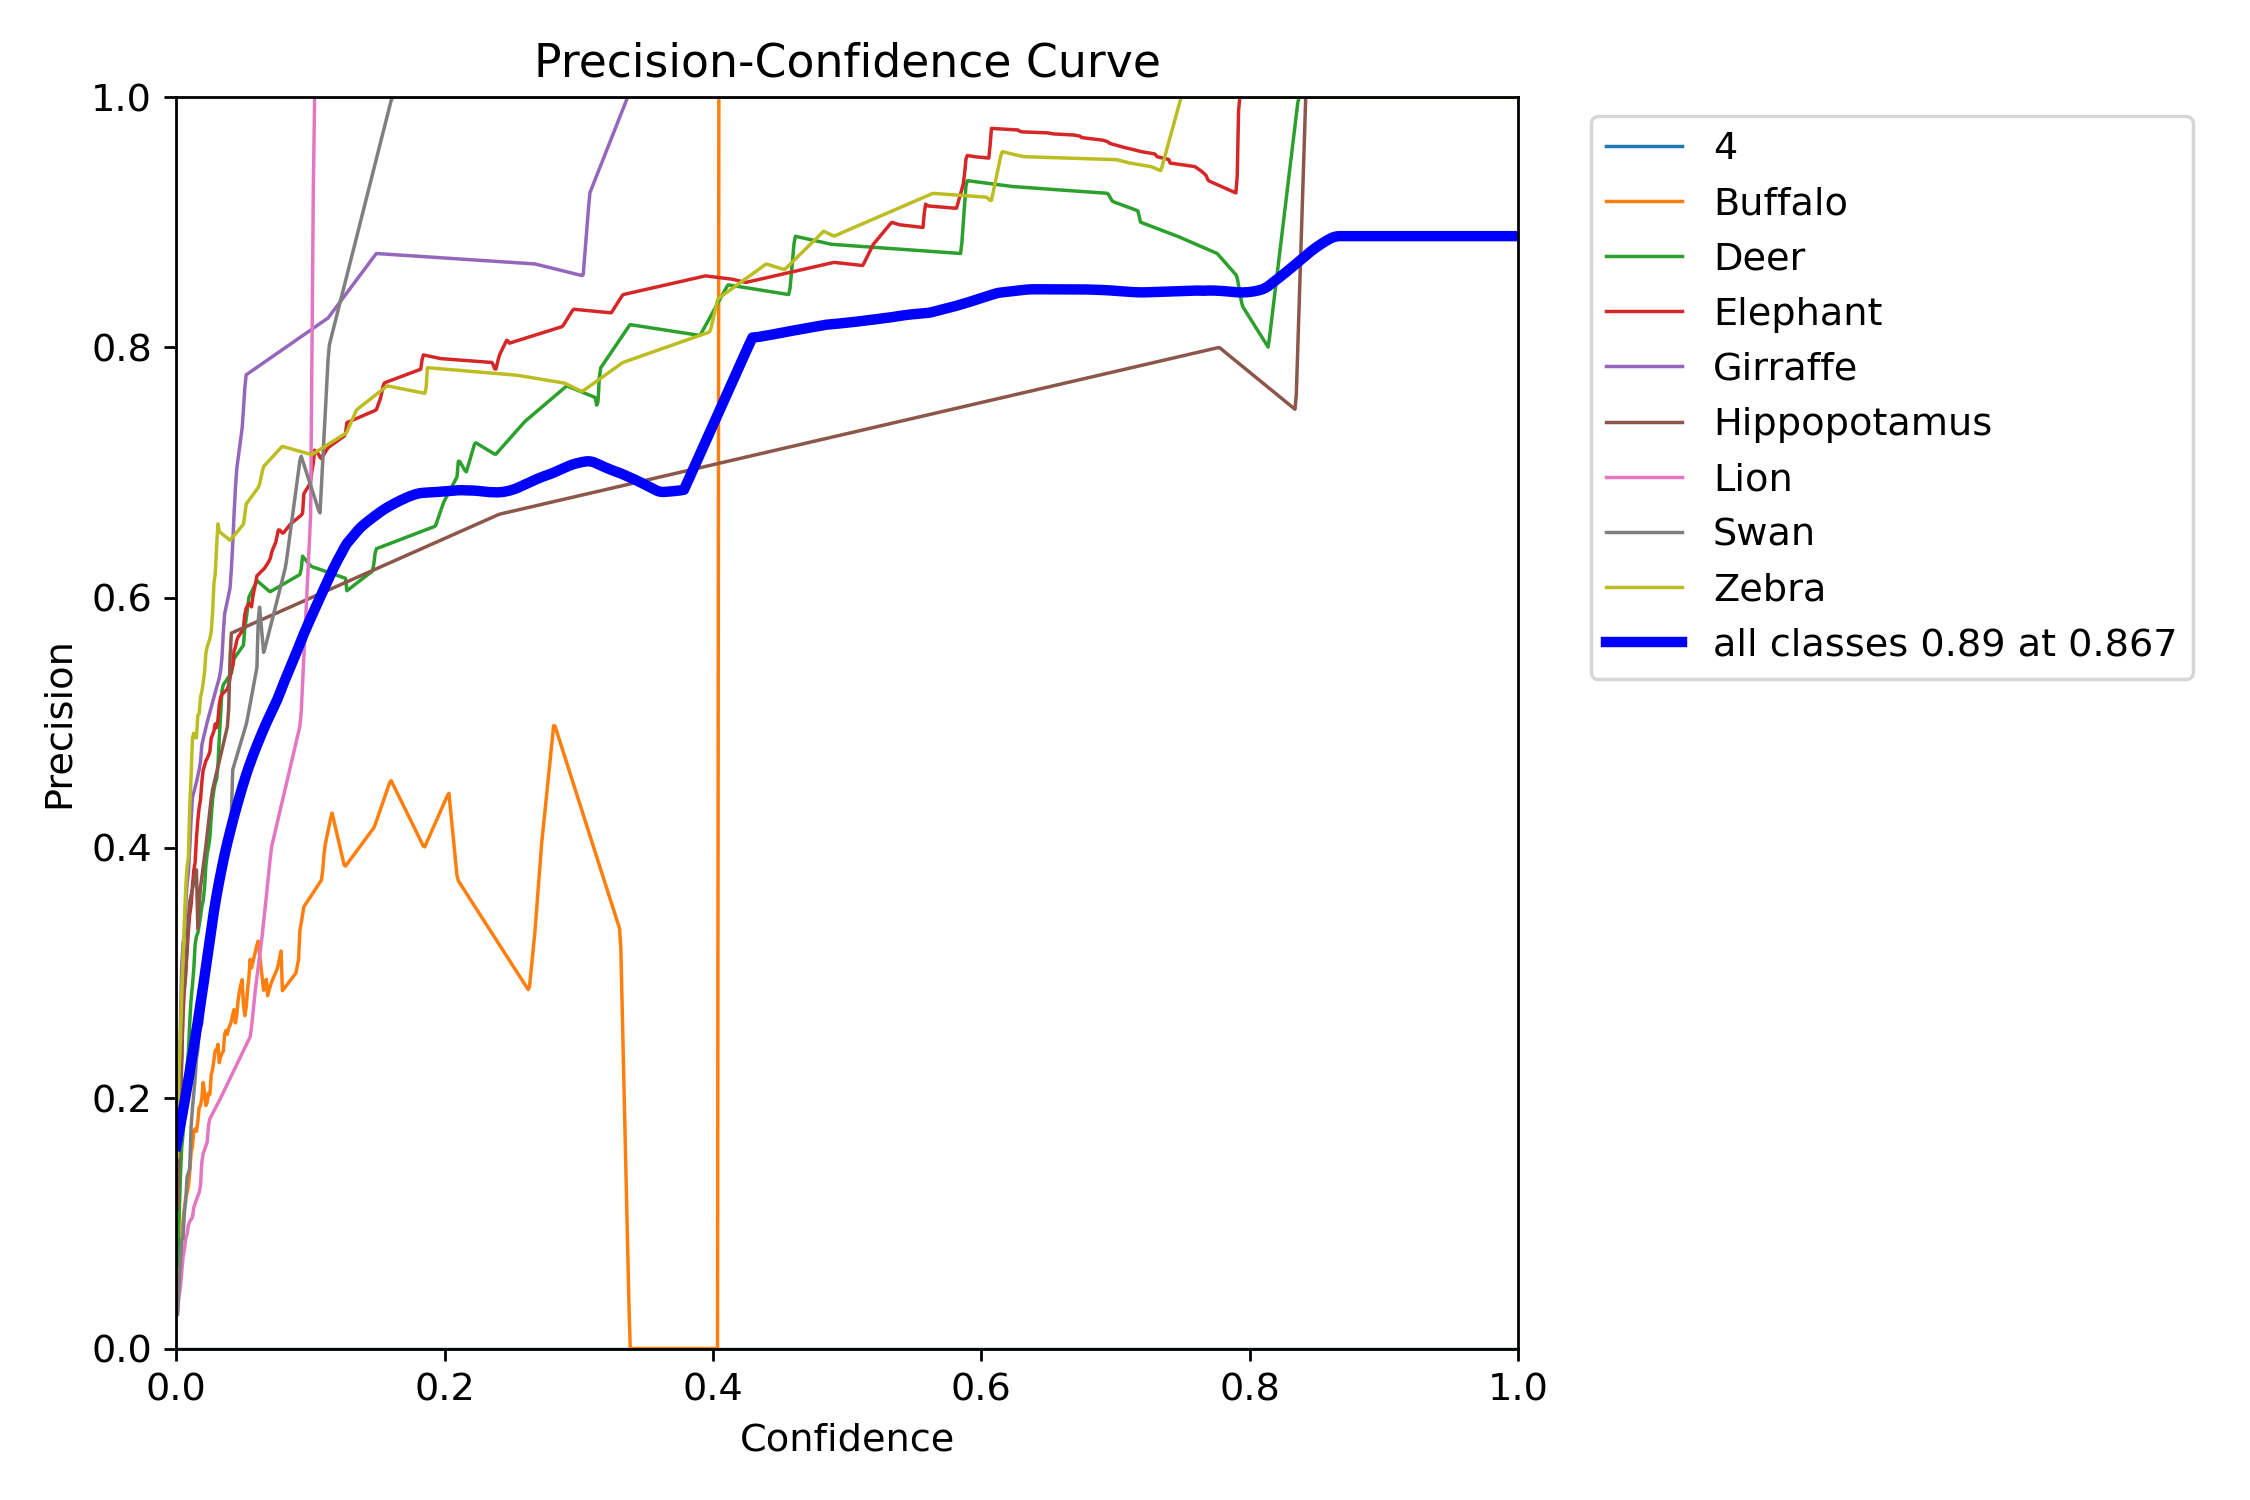 Precision-Confidence Curve
1.0
0.8
0.6
0.4
0.2
0.0
Precision
0.0 0.2 0.4 0.6 0.8 1.0
Confidence
4
Buffalo
Deer
Elephant
Girraffe
Hippopotamus
Lion
Swan
Zebra
all classes 0.89 at 0.867